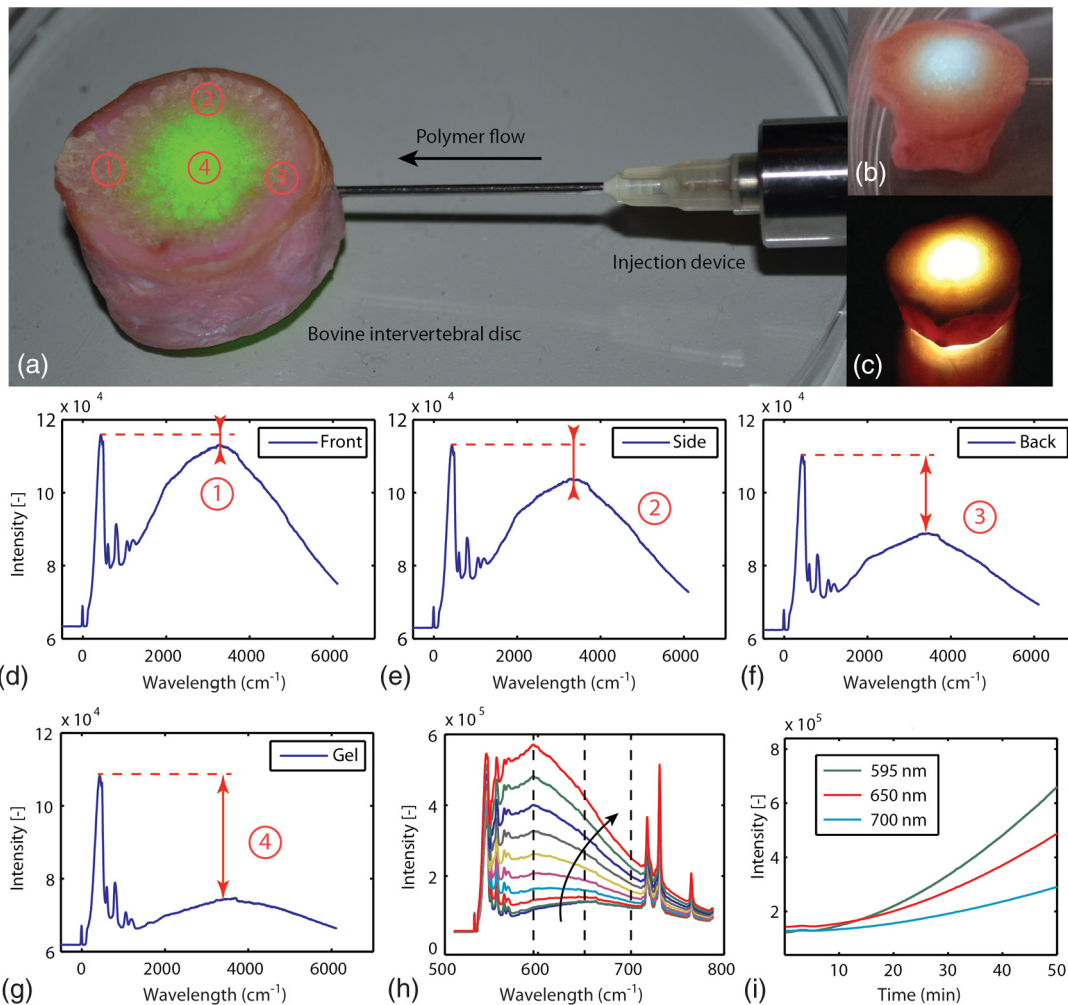 2
1
4
3
Polymer flow
Injection device
Bovine intervertebral disc
(a)
(b)
(c)
x 10⁴
12
10
8
6
Intensity [-]
Front
1
0
2000
4000
6000
Wavelength (cm⁻¹)
(d)
x 10⁴
12
10
8
6
Intensity [-]
Side
2
0
2000
4000
6000
Wavelength (cm⁻¹)
(e)
x 10⁴
12
10
8
6
Intensity [-]
Back
3
0
2000
4000
6000
Wavelength (cm⁻¹)
(f)
x 10⁴
12
10
8
6
Intensity [-]
Gel
4
0
2000
4000
6000
Wavelength (cm⁻¹)
(g)
x 10⁵
6
4
2
0
Intensity [-]
500
600
700
800
Wavelength (cm⁻¹)
(h)
x 10⁵
8
6
4
2
Intensity [-]
595 nm
650 nm
700 nm
10
20
30
40
50
Time (min)
(i)